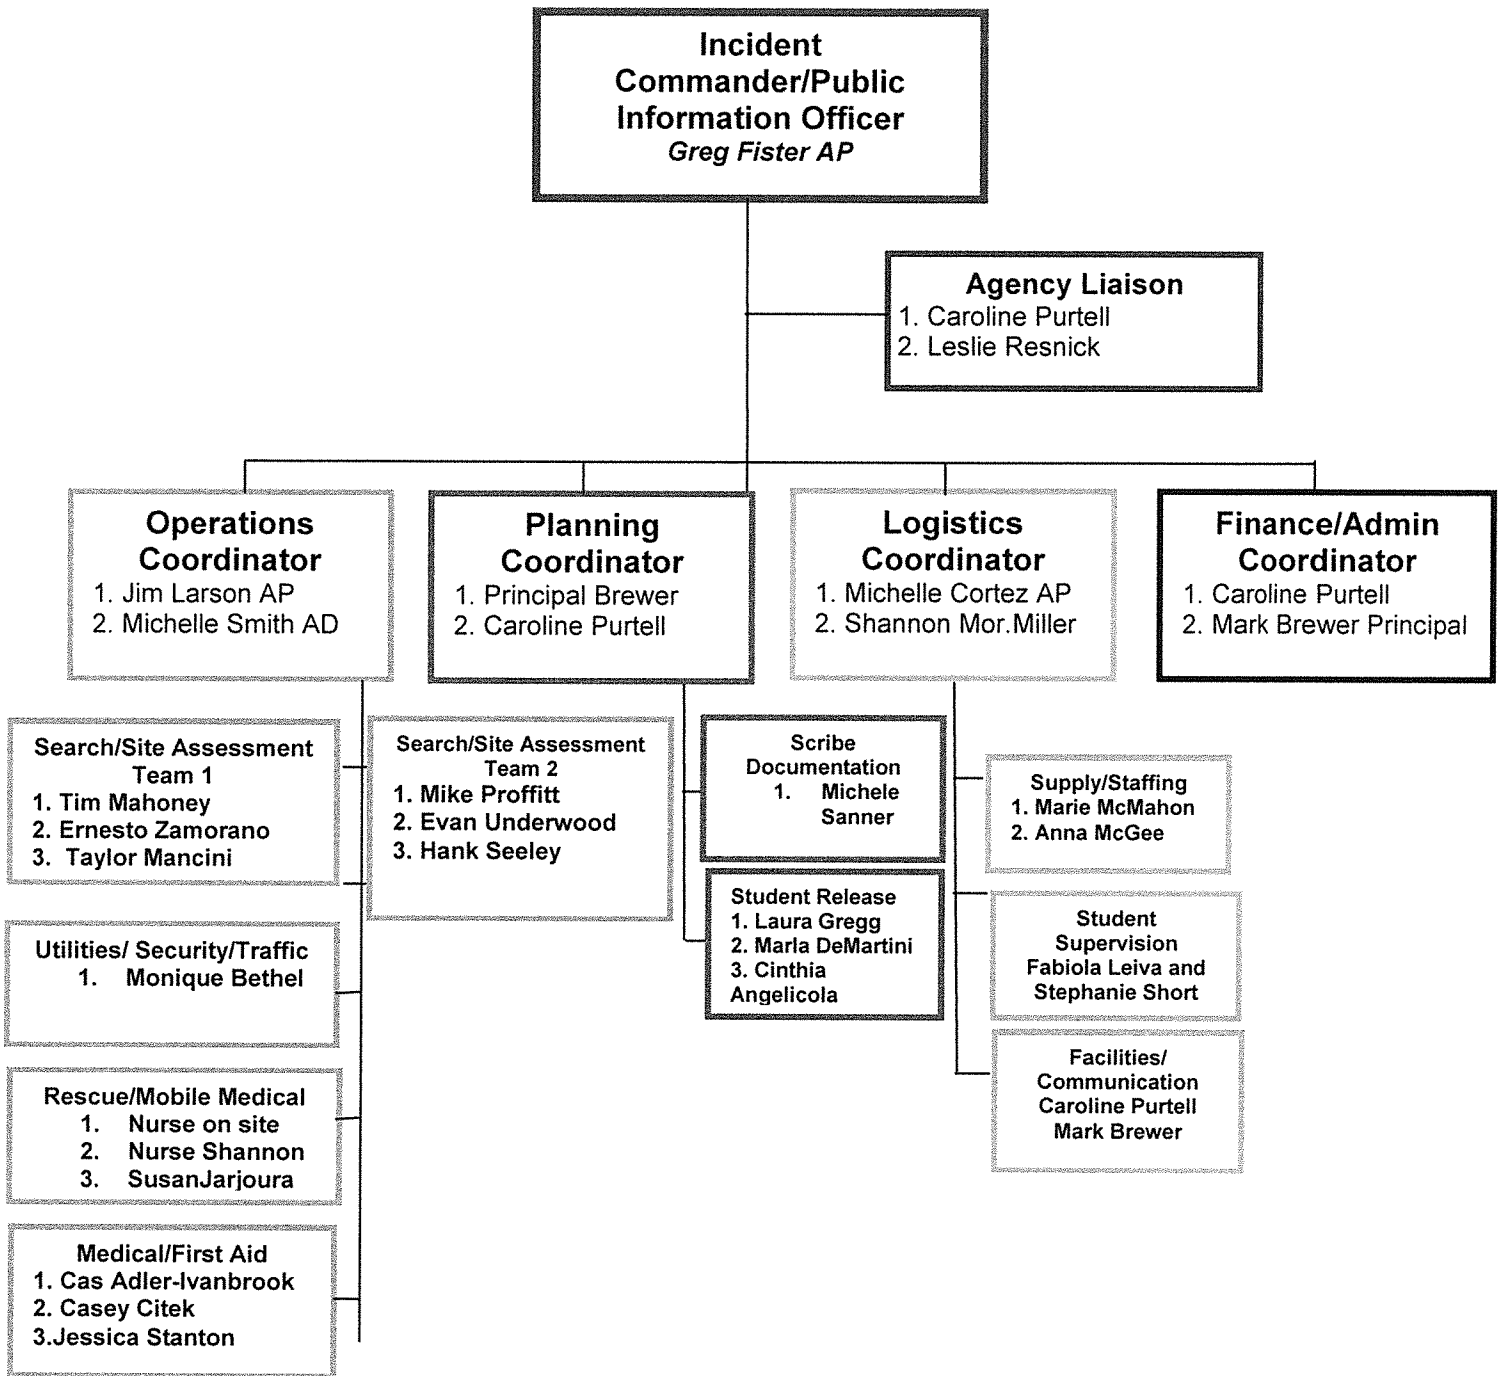 Incident
Commander/Public
Information Officer
Greg Fister AP
Agency Liaison
1. Caroline Purtell
2. Leslie Resnick
Operations
Coordinator
1. Jim Larson AP
2. Michelle Smith AD
Planning
Coordinator
1. Principal Brewer
2. Caroline Purtell
Logistics
Coordinator
1. Michelle Cortez AP
2. Shannon Mor.Miller
Finance/Admin
Coordinator
1. Caroline Purtell
2. Mark Brewer Principal
Search/Site Assessment
Team 1
1. Tim Mahoney
2. Ernesto Zamorano
3. Taylor Mancini
Search/Site Assessment
Team 2
1. Mike Proffitt
2. Evan Underwood
3. Hank Seeley
Scribe
Documentation
1. Michele
Sanner
Supply/Staffing
1. Marie McMahon
2. Anna McGee
Student Release
1. Laura Gregg
2. Marla DeMartini
3. Cinthia
Angelicola
Student
Supervision
Fabiola Leiva and
Stephanie Short
Utilities/ Security/Traffic
1. Monique Bethel
Facilities/
Communication
Caroline Purtell
Mark Brewer
Rescue/Mobile Medical
1. Nurse on site
2. Nurse Shannon
3. SusanJarjoura
Medical/First Aid
1. Cas Adler-Ivanbrook
2. Casey Citek
3.Jessica Stanton